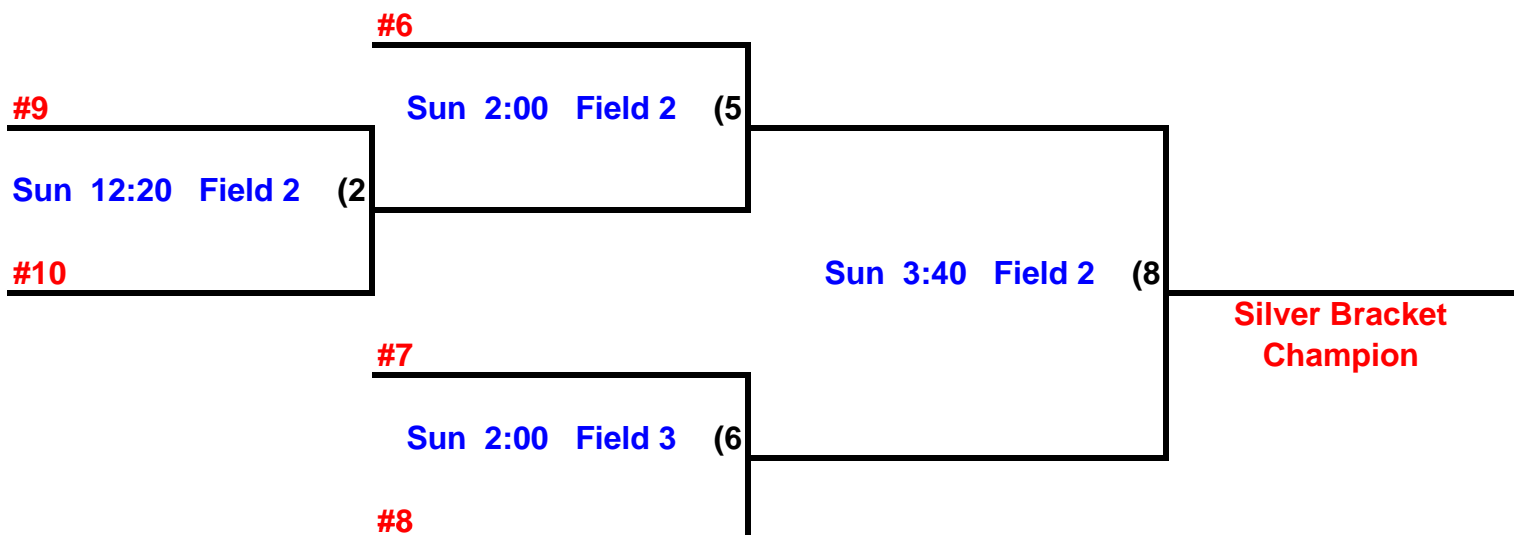 #6
#9
Sun 2:00 Field 2 (5
Sun 12:20 Field 2 (2
#10
Sun 3:40 Field 2 (8
Silver Bracket
Champion
#7
Sun 2:00 Field 3 (6
#8